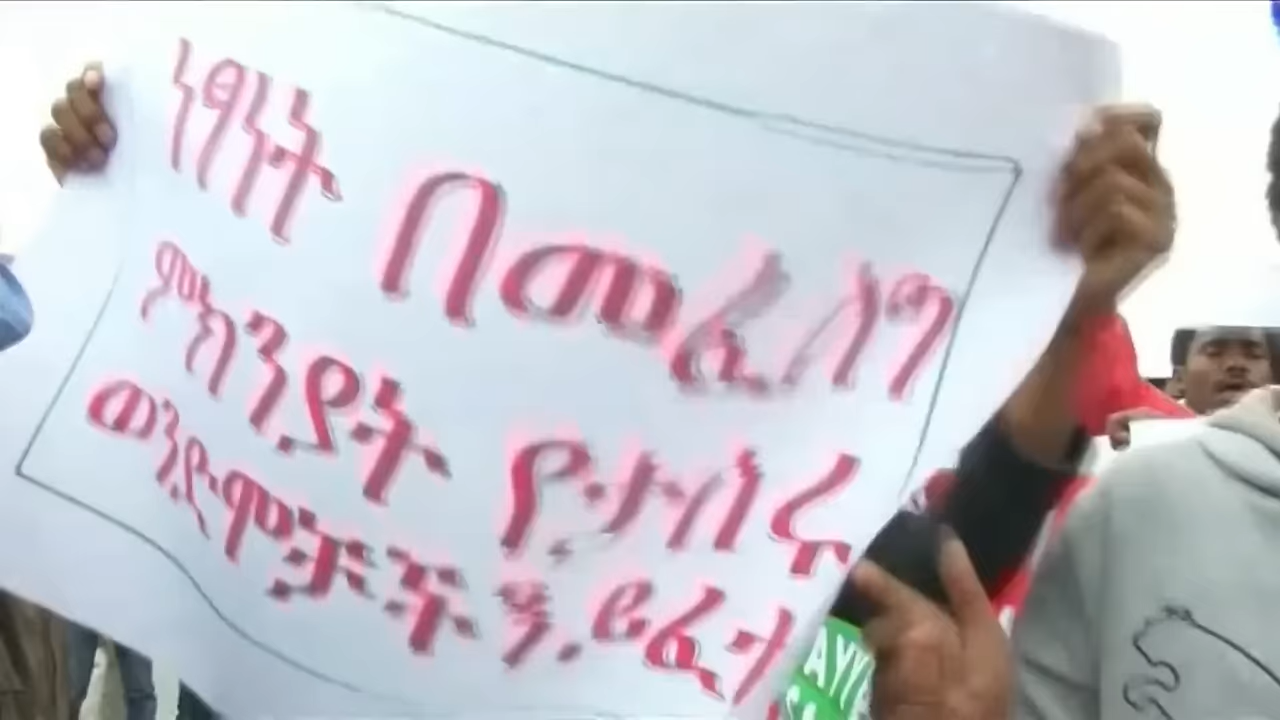 ነፃነት በመፈለግ
ምክንያት የታሰሩ
ወንድሞቻችን